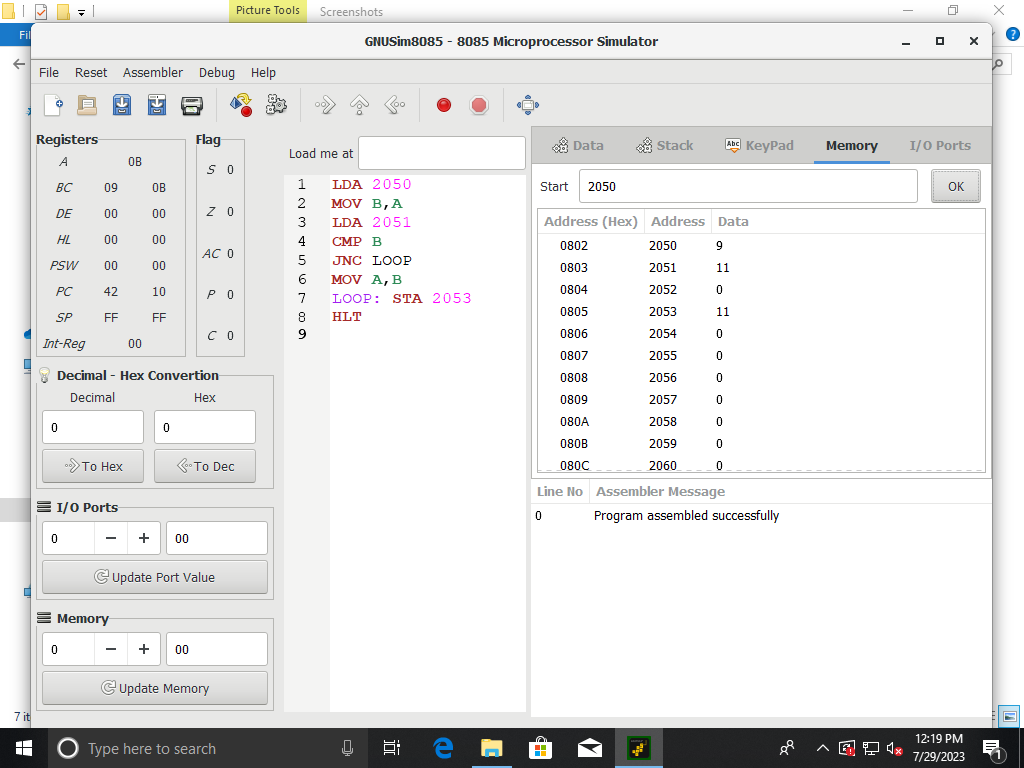 Picture Tools
Screenshots
Fil
GNUSim8085 - 8085 Microprocessor Simulator
File Reset Assembler Debug Help
Registers
A 0B
BC 09 0B
DE 00 00
HL 00 00
PSW 00 00
PC 42 10
SP FF FF
Int-Reg 00
Flag
S 0
Z 0
AC 0
P 0
C 0
Decimal - Hex Convertion
Decimal Hex
0 0
To Hex To Dec
I/O Ports
0 − + 00
Update Port Value
Memory
0 − + 00
Update Memory
Load me at
1 LDA 2050
2 MOV B,A
3 LDA 2051
4 CMP B
5 JNC LOOP
6 MOV A,B
7 LOOP: STA 2053
8 HLT
9
Data Stack Abc KeyPad Memory I/O Ports
Start 2050 OK
Address (Hex) Address Data
0802 2050 9
0803 2051 11
0804 2052 0
0805 2053 11
0806 2054 0
0807 2055 0
0808 2056 0
0809 2057 0
080A 2058 0
080B 2059 0
080C 2060 0
Line No Assembler Message
0 Program assembled successfully
7 it
Type here to search
12:19 PM
7/29/2023
1